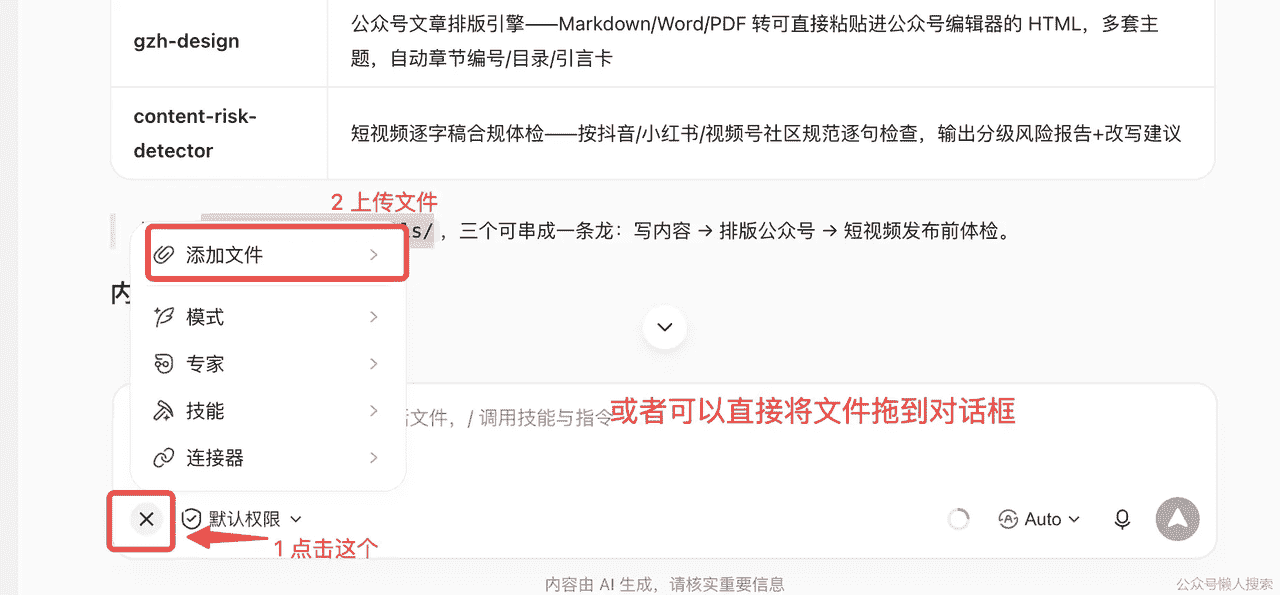 gzh-design
公众号文章排版引擎——Markdown/Word/PDF 转可直接粘贴进公众号编辑器的 HTML，多套主
题，自动章节编号/目录/引言卡
content-risk-
detector
短视频逐字稿合规体检——按抖音/小红书/视频号社区规范逐句检查，输出分级风险报告+改写建议
2 上传文件
ls/ ，三个可串成一条龙：写内容 → 排版公众号 → 短视频发布前体检。
添加文件
内
模式
专家
技能
连接器
文件，/ 调用技能与指令
或者可以直接将文件拖到对话框
默认权限
Auto
1 点击这个
内容由 AI 生成，请核实重要信息
公众号懒人搜索